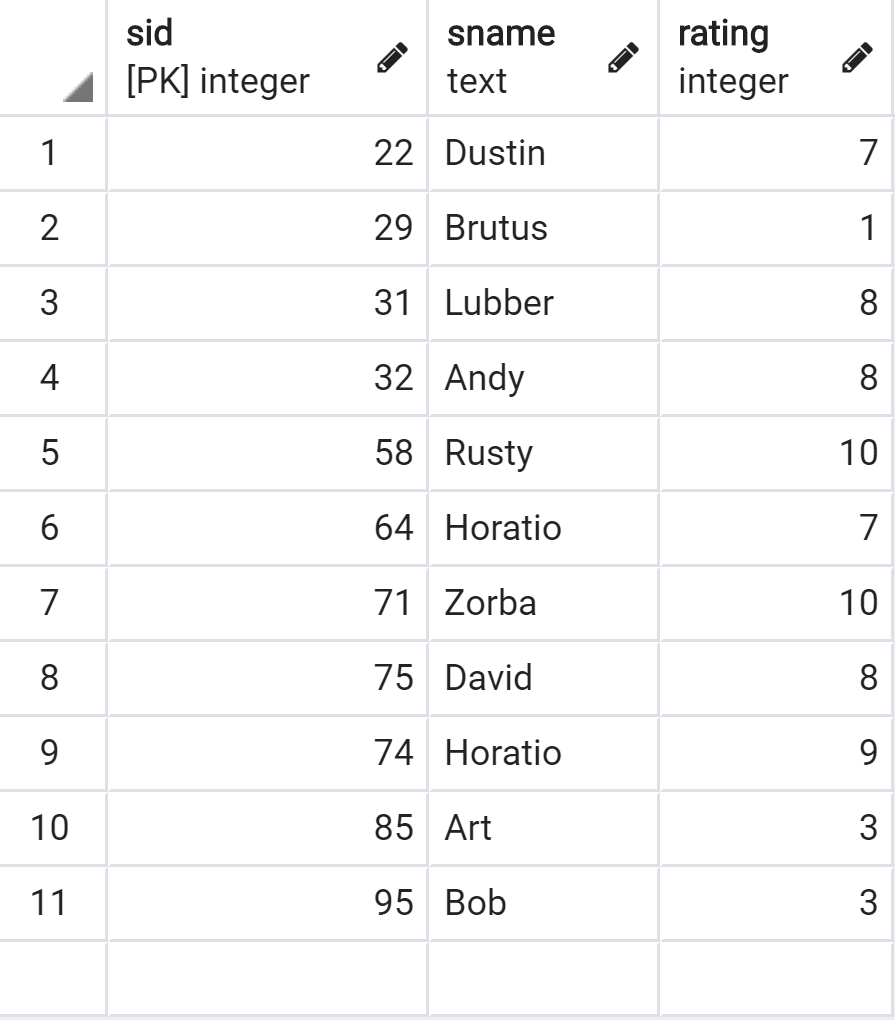 sid sname rating
[PK] integer text integer
1 22 Dustin 7
2 29 Brutus 1
3 31 Lubber 8
4 32 Andy 8
5 58 Rusty 10
6 64 Horatio 7
7 71 Zorba 10
8 75 David 8
9 74 Horatio 9
10 85 Art 3
11 95 Bob 3